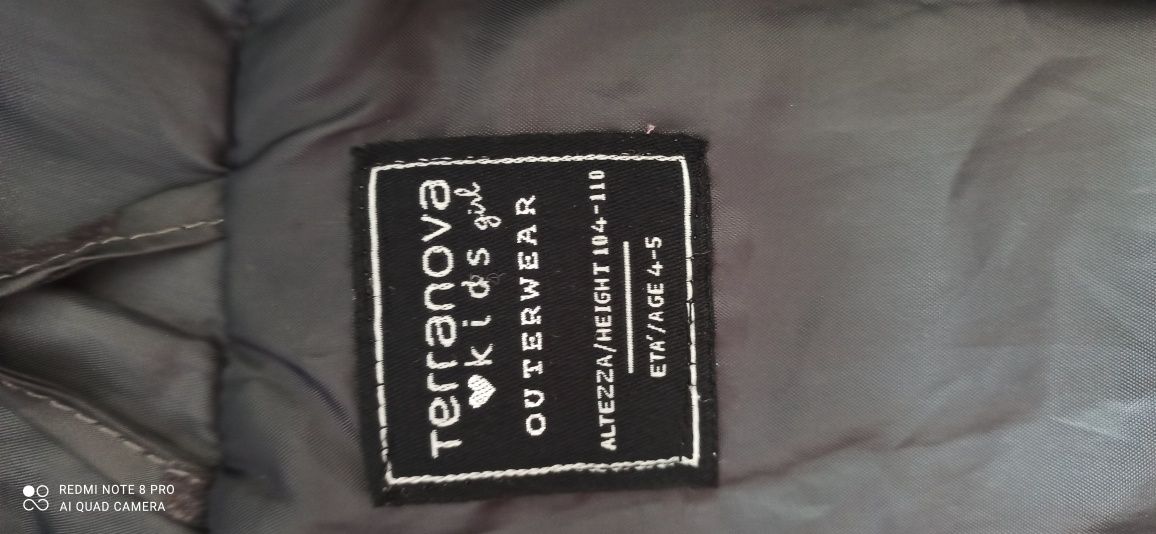 Terranova
kids girl
OUTERWEAR
ALTEZZA/HEIGHT 104-110
ETA'/AGE 4-5
REDMI NOTE 8 PRO
AI QUAD CAMERA